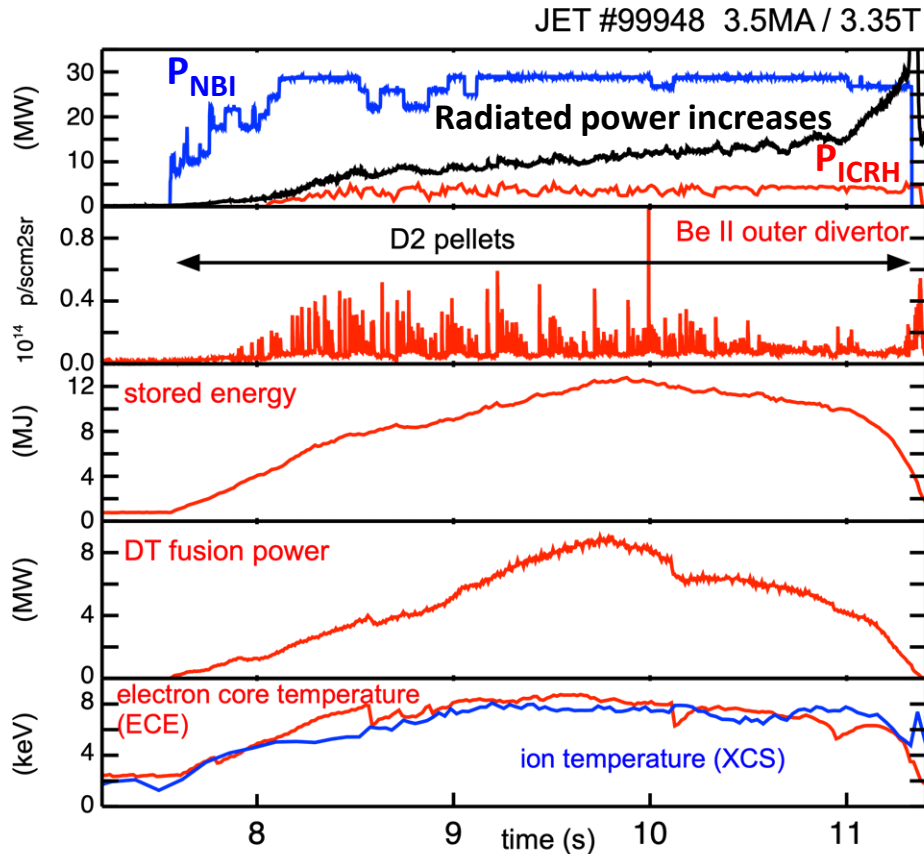 JET #99948 3.5MA / 3.35T
(MW)
30
20
10
0
P_NBI
Radiated power increases
P_ICRH
10^14 p/scm2sr
0.8
0.4
0.0
D2 pellets
Be II outer divertor
(MJ)
12
8
4
0
stored energy
(MW)
8
4
0
DT fusion power
(keV)
8
4
0
electron core temperature
(ECE)
ion temperature (XCS)
8
9
10
11
time (s)